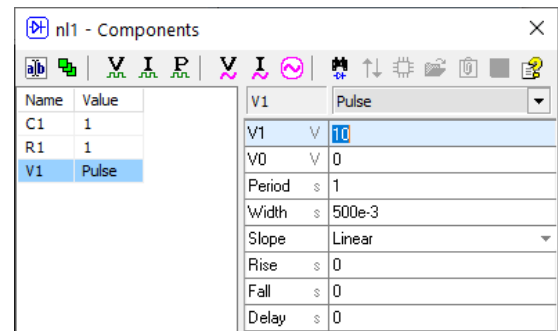 nl1 - Components
ab V I P V I
Name Value V1 Pulse
C1 1
R1 1
V1 Pulse
V1 V 10
V0 V 0
Period s 1
Width s 500e-3
Slope Linear
Rise s 0
Fall s 0
Delay s 0